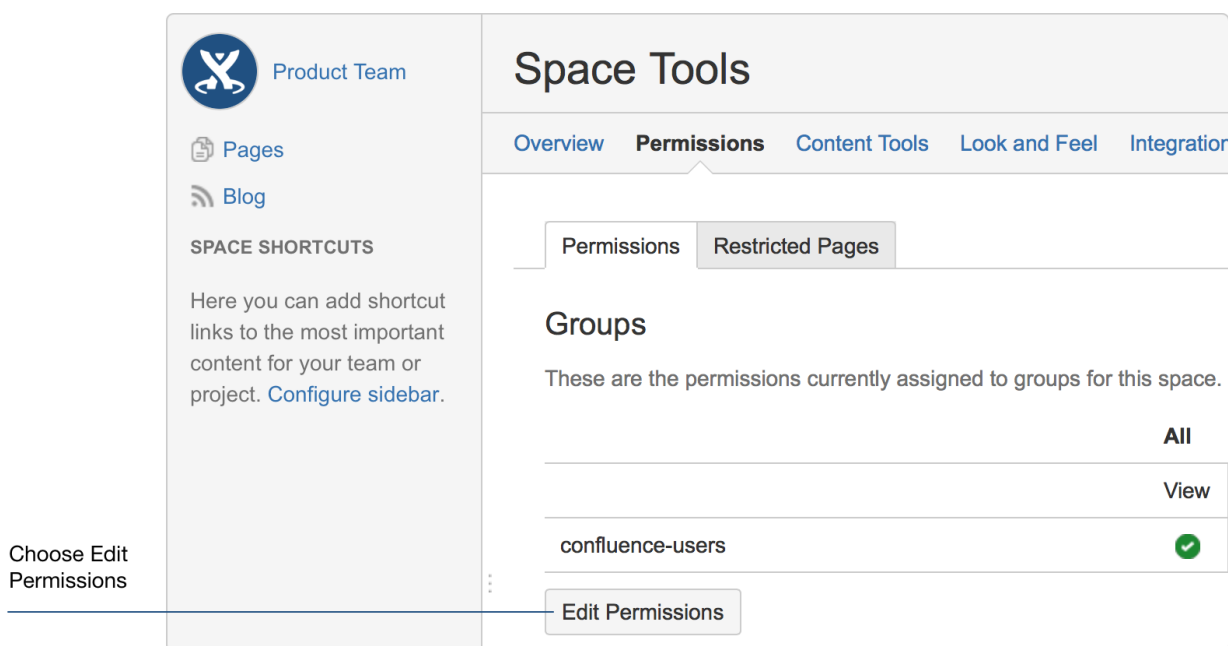 Product Team
Pages
Blog
SPACE SHORTCUTS
Here you can add shortcut
links to the most important
content for your team or
project. Configure sidebar.
Choose Edit
Permissions
Space Tools
Overview Permissions Content Tools Look and Feel Integration
Permissions Restricted Pages
Groups
These are the permissions currently assigned to groups for this space.
All
View
confluence-users
Edit Permissions